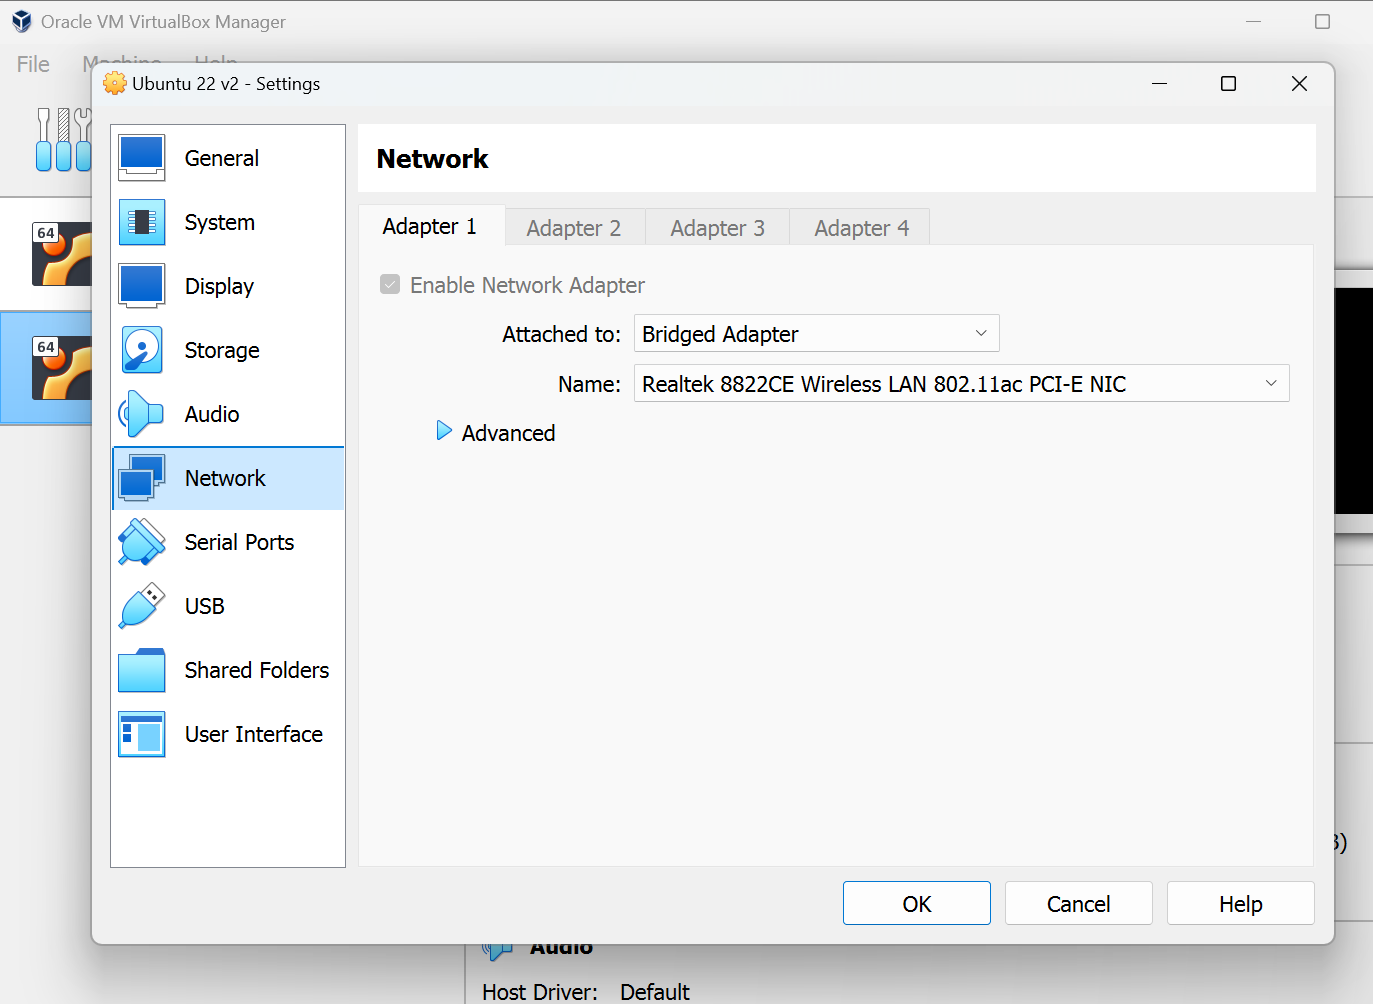 Oracle VM VirtualBox Manager
File Machine Help
Ubuntu 22 v2 - Settings
General
System
Display
Storage
Audio
Network
Serial Ports
USB
Shared Folders
User Interface
Network
Adapter 1 Adapter 2 Adapter 3 Adapter 4
Enable Network Adapter
Attached to: Bridged Adapter
Name: Realtek 8822CE Wireless LAN 802.11ac PCI-E NIC
Advanced
OK Cancel Help
64
64
Audio
Host Driver: Default